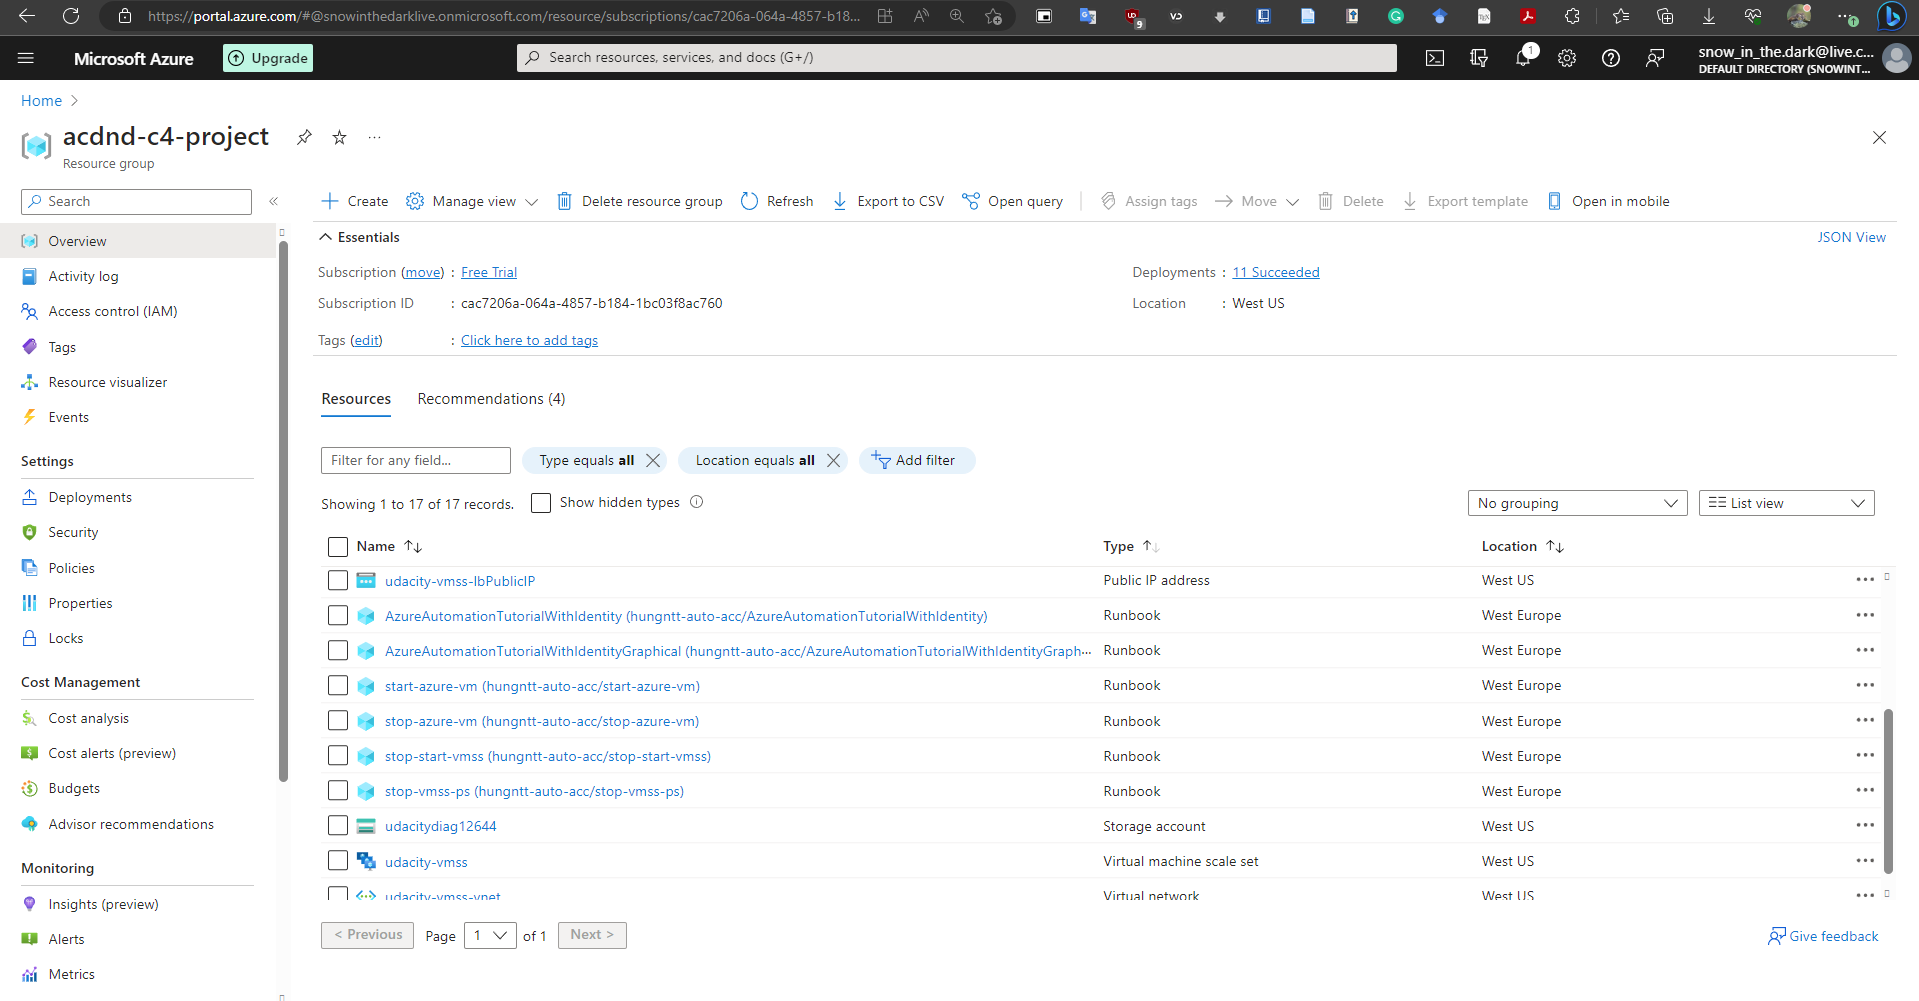 https://portal.azure.com/#@snowinthedarklive.onmicrosoft.com/resource/subscriptions/cac7206a-064a-4857-b18...
Microsoft Azure
Upgrade
Search resources, services, and docs (G+/)
1
snow_in_the.dark@live.c...
DEFAULT DIRECTORY (SNOWINT...
Home >
acdnd-c4-project
Resource group
Search
Create
Manage view
Delete resource group
Refresh
Export to CSV
Open query
Assign tags
Move
Delete
Export template
Open in mobile
Overview
Activity log
Access control (IAM)
Tags
Resource visualizer
Events
Settings
Deployments
Security
Policies
Properties
Locks
Cost Management
Cost analysis
Cost alerts (preview)
Budgets
Advisor recommendations
Monitoring
Insights (preview)
Alerts
Metrics
Essentials
JSON View
Subscription (move) : Free Trial
Subscription ID : cac7206a-064a-4857-b184-1bc03f8ac760
Tags (edit) : Click here to add tags
Deployments : 11 Succeeded
Location : West US
Resources
Recommendations (4)
Filter for any field...
Type equals all
Location equals all
Add filter
Showing 1 to 17 of 17 records.
Show hidden types
No grouping
List view
Name Type Location
udacity-vmss-lbPublicIP Public IP address West US
AzureAutomationTutorialWithIdentity (hungntt-auto-acc/AzureAutomationTutorialWithIdentity) Runbook West Europe
AzureAutomationTutorialWithIdentityGraphical (hungntt-auto-acc/AzureAutomationTutorialWithIdentityGraph... Runbook West Europe
start-azure-vm (hungntt-auto-acc/start-azure-vm) Runbook West Europe
stop-azure-vm (hungntt-auto-acc/stop-azure-vm) Runbook West Europe
stop-start-vmss (hungntt-auto-acc/stop-start-vmss) Runbook West Europe
stop-vmss-ps (hungntt-auto-acc/stop-vmss-ps) Runbook West Europe
udacitydiag12644 Storage account West US
udacity-vmss Virtual machine scale set West US
udacity-vmss-vnet Virtual network West US
< Previous
Page 1 of 1
Next >
Give feedback